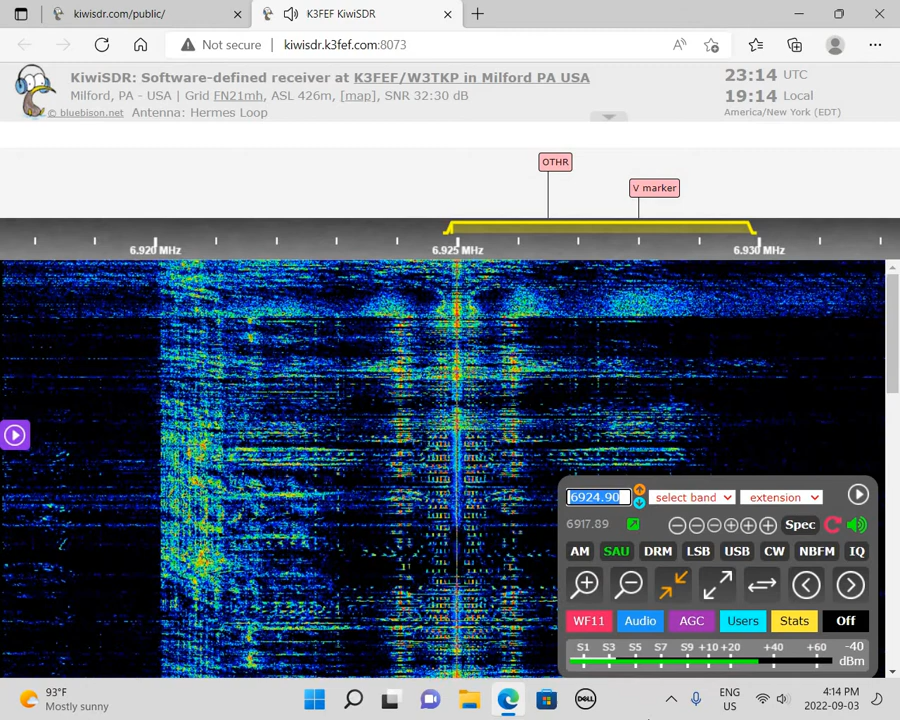 kiwisdr.com/public/
K3FEF KiwiSDR
Not secure
kiwisdr.k3fef.com:8073
KiwiSDR: Software-defined receiver at K3FEF/W3TKP in Milford PA USA
Milford, PA - USA | Grid FN21mh, ASL 426m, [map], SNR 32:30 dB
© bluebison.net Antenna: Hermes Loop
23:14 UTC
19:14 Local
America/New York (EDT)
OTHR
V marker
6.920 MHz 6.925 MHz 6.930 MHz
6924.90 select band extension
6917.89 Spec
AM SAU DRM LSB USB CW NBFM IQ
WF11 Audio AGC Users Stats Off
S1 S3 S5 S7 S9 +10 +20 +40 +60 -40
dBm
93°F
Mostly sunny
DELL
ENG
US
4:14 PM
2022-09-03